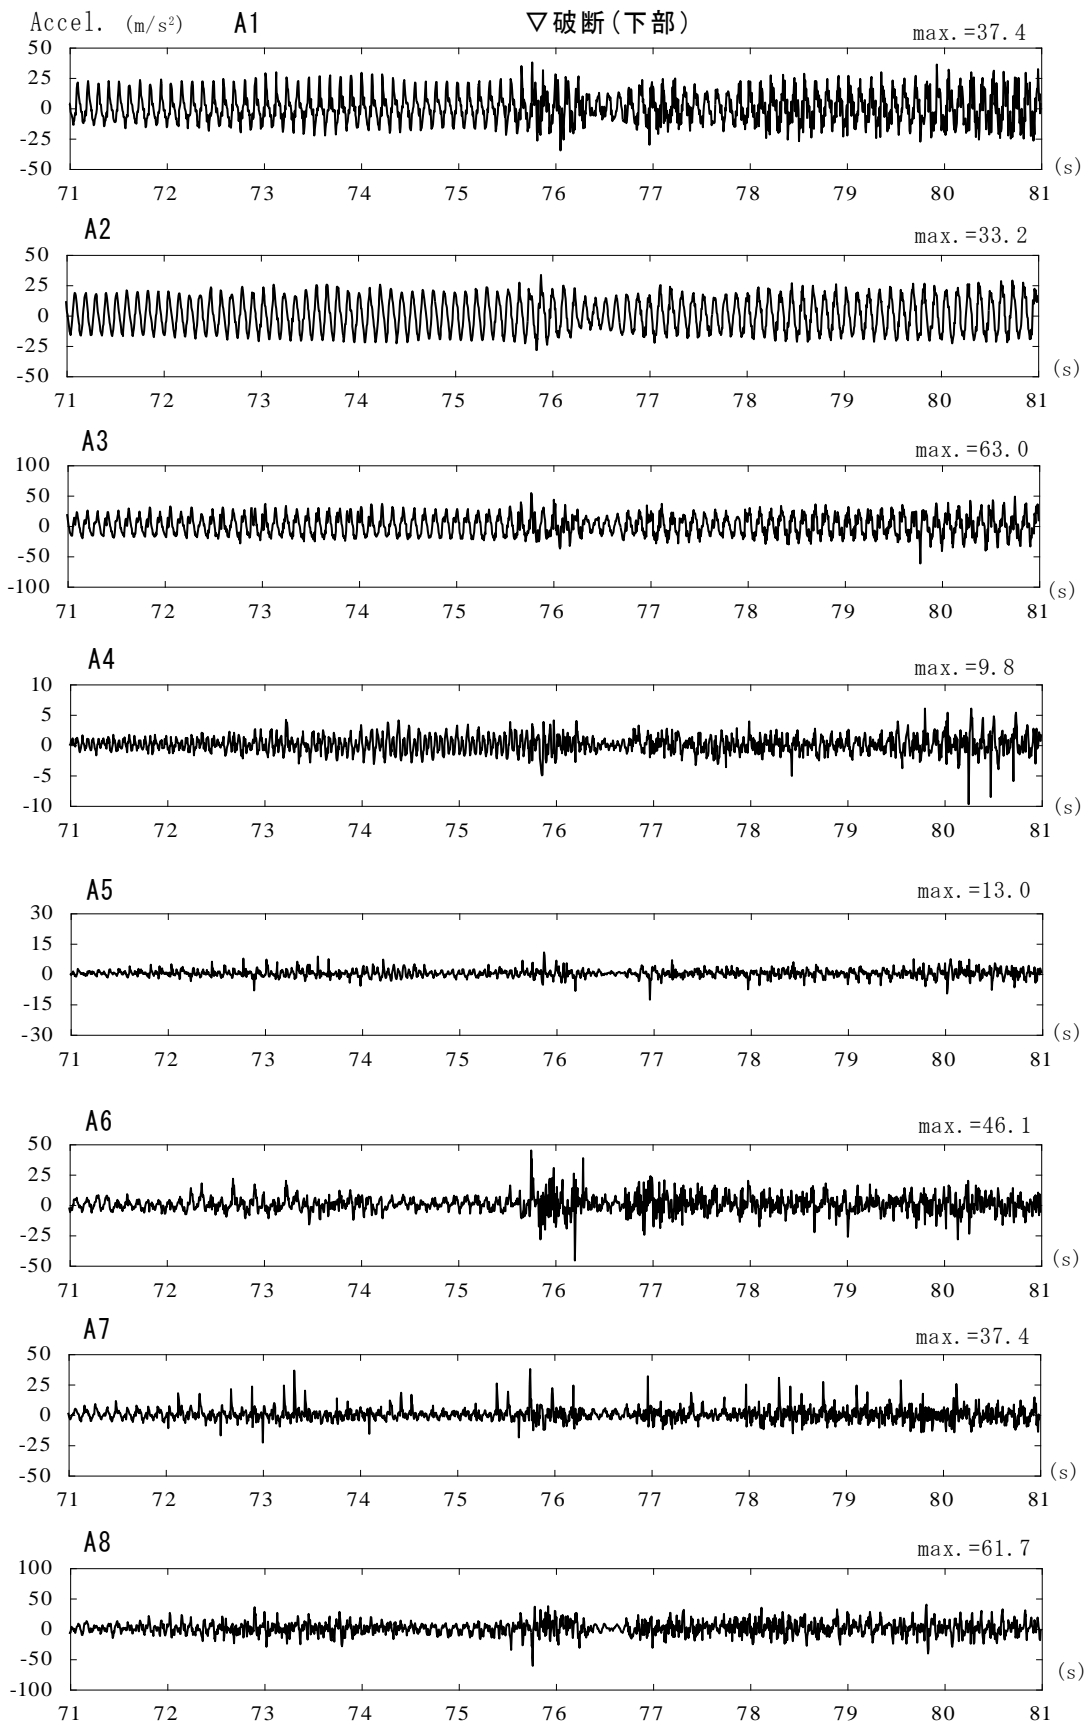 Accel. (m/s²) A1 ▽破断(下部) max.=37.4
50
25
0
-25
-50
71 72 73 74 75 76 77 78 79 80 81 (s)
A2 max.=33.2
50
25
0
-25
-50
71 72 73 74 75 76 77 78 79 80 81 (s)
A3 max.=63.0
100
50
0
-50
-100
71 72 73 74 75 76 77 78 79 80 81 (s)
A4 max.=9.8
10
5
0
-5
-10
71 72 73 74 75 76 77 78 79 80 81 (s)
A5 max.=13.0
30
15
0
-15
-30
71 72 73 74 75 76 77 78 79 80 81 (s)
A6 max.=46.1
50
25
0
-25
-50
71 72 73 74 75 76 77 78 79 80 81 (s)
A7 max.=37.4
50
25
0
-25
-50
71 72 73 74 75 76 77 78 79 80 81 (s)
A8 max.=61.7
100
50
0
-50
-100
71 72 73 74 75 76 77 78 79 80 81 (s)